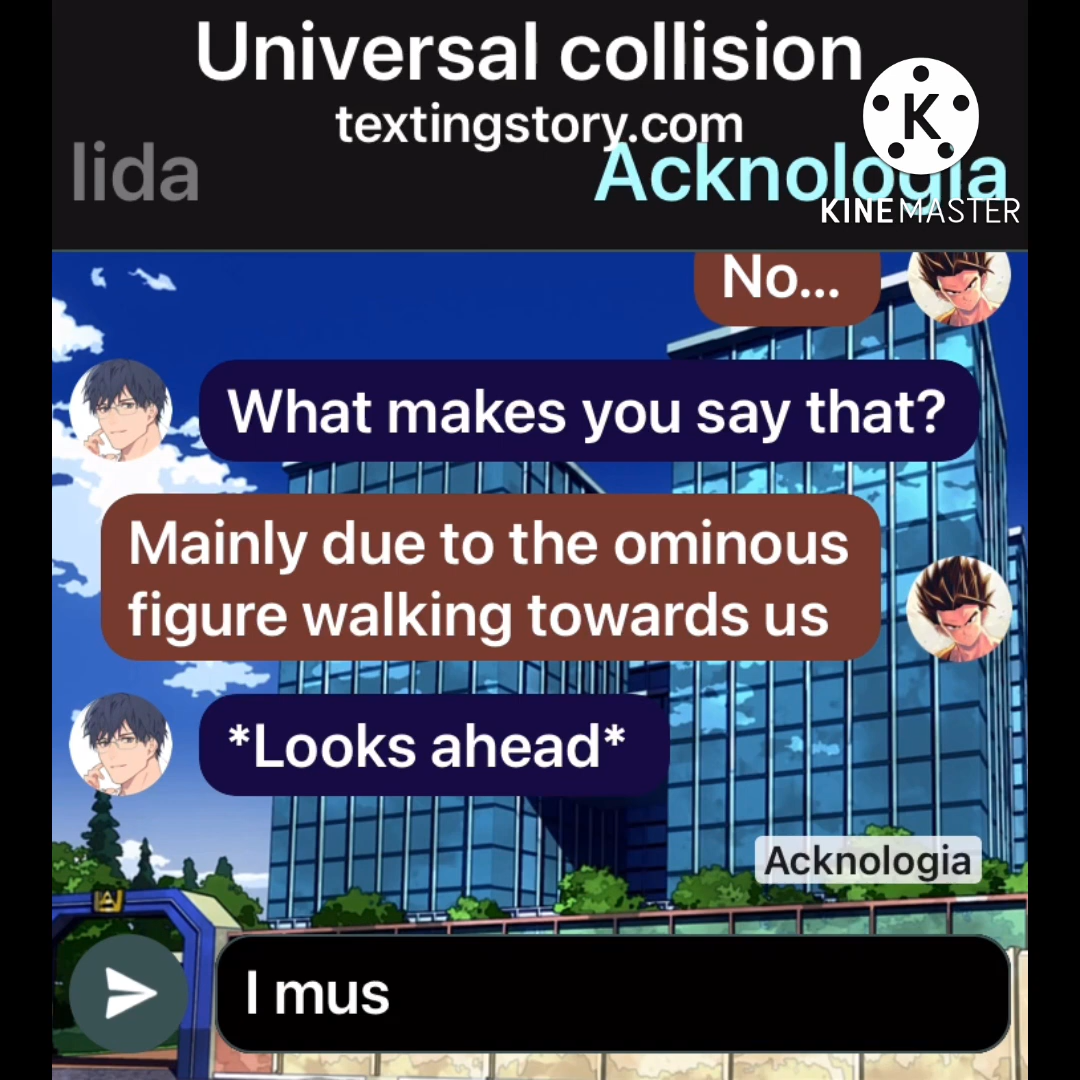 Universal collision
textingstory.com
Iida
Acknologia
K
KINEMASTER
No...
What makes you say that?
Mainly due to the ominous
figure walking towards us
*Looks ahead*
Acknologia
I mus